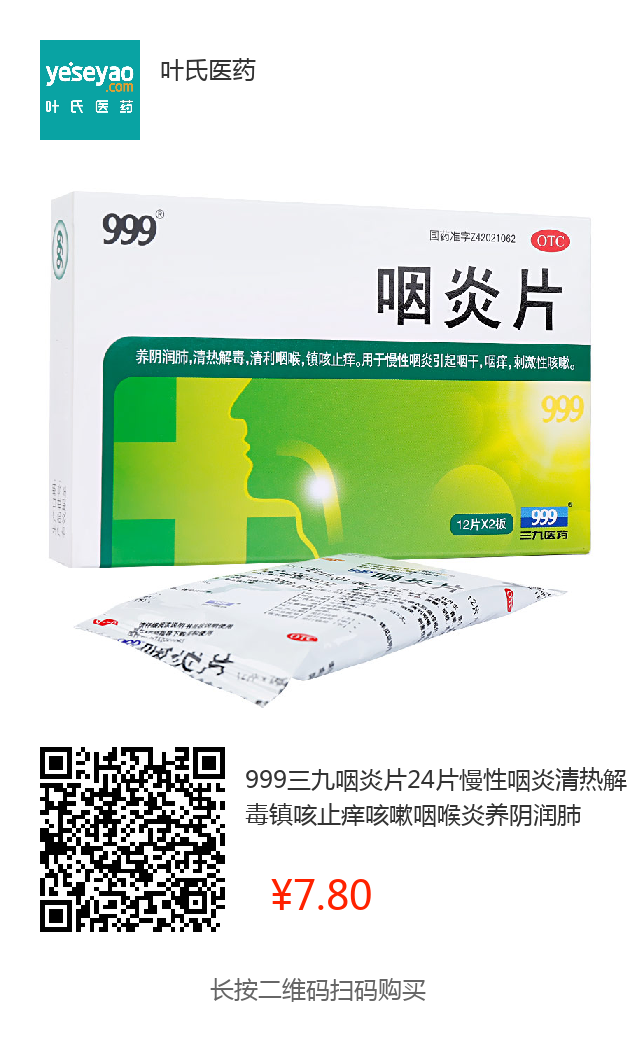 yeseyao
.com
叶氏医药
叶氏医药
999®
999
国药准字Z42021062
OTC
咽炎片
养阴润肺,清热解毒,清利咽喉,镇咳止痒。用于慢性咽炎引起咽干,咽痒,刺激性咳嗽。
999
12片X2板
999
三九医药
OTC
999三九咽炎片24片慢性咽炎清热解
毒镇咳止痒咳嗽咽喉炎养阴润肺
¥7.80
长按二维码扫码购买